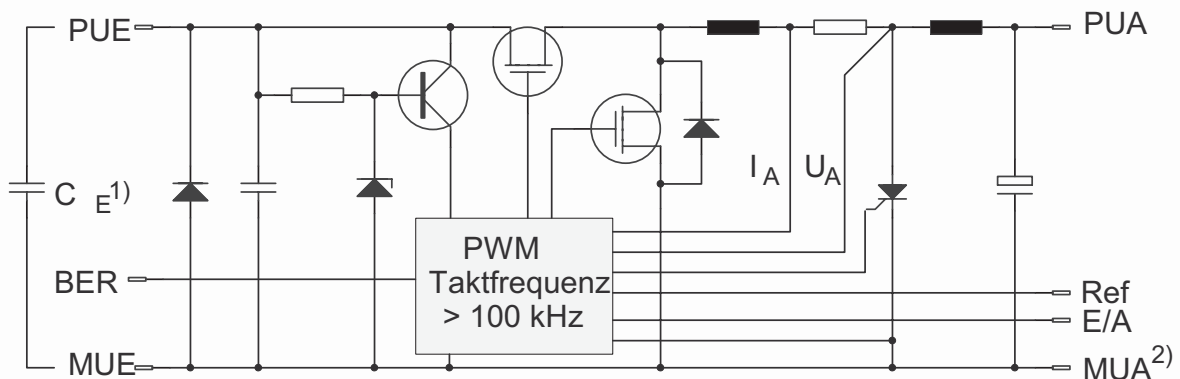 PUE
PUA
C E1)
I A
U A
PWM
Taktfrequenz
> 100 kHz
BER
Ref
E/A
MUE
MUA2)